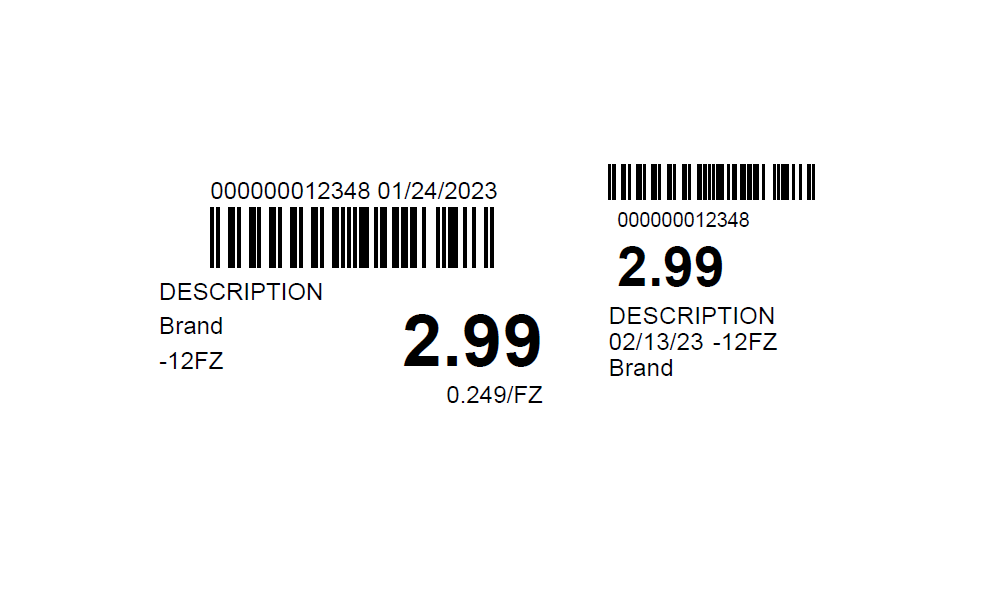 000000012348 01/24/2023
DESCRIPTION
Brand
-12FZ
2.99
0.249/FZ
000000012348
2.99
DESCRIPTION
02/13/23 -12FZ
Brand